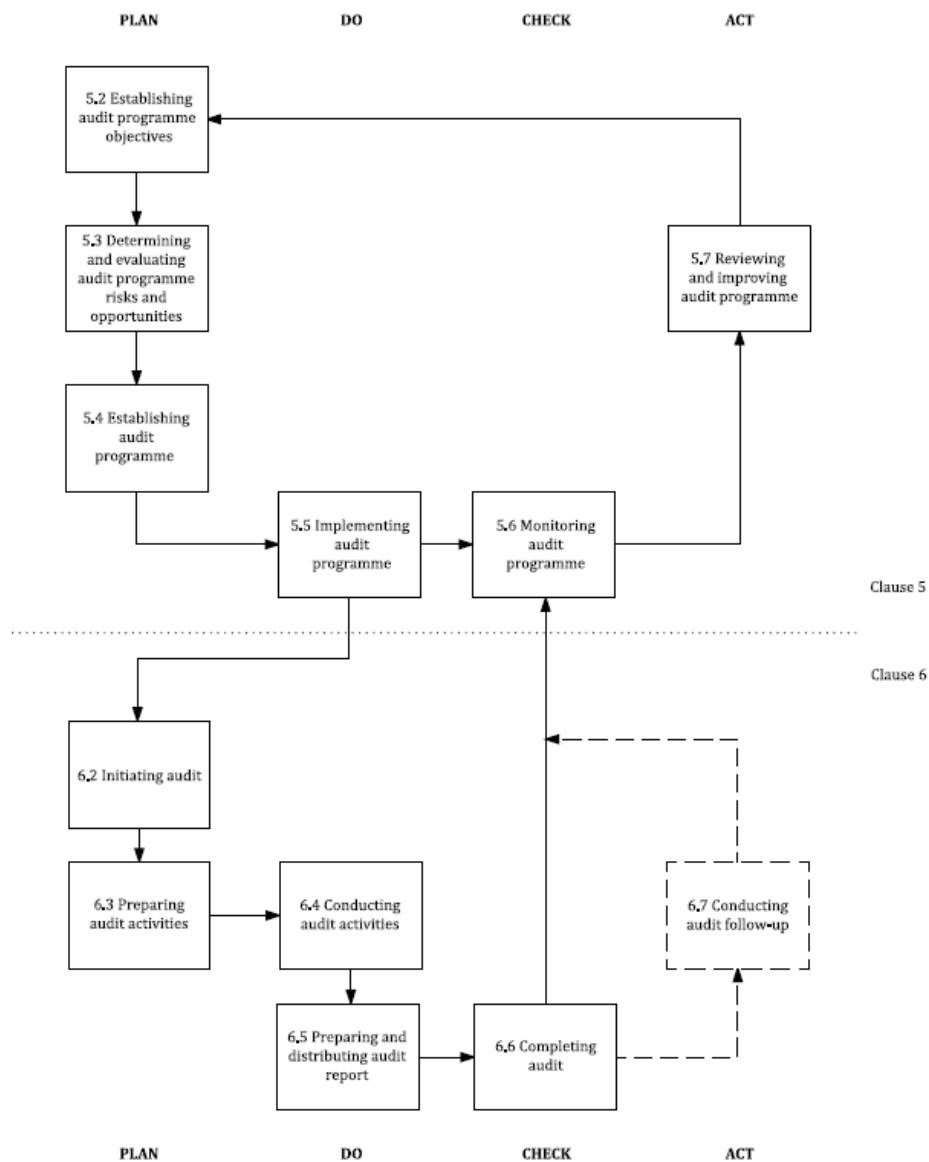 PLAN
DO
CHECK
ACT
5.2 Establishing
audit programme
objectives
5.3 Determining
and evaluating
audit programme
risks and
opportunities
5.7 Reviewing
and improving
audit programme
5.4 Establishing
audit
programme
5.5 Implementing
audit
programme
5.6 Monitoring
audit
programme
Clause 5
Clause 6
6.2 Initiating audit
6.3 Preparing
audit activities
6.4 Conducting
audit activities
6.7 Conducting
audit follow-up
6.5 Preparing and
distributing audit
report
6.6 Completing
audit
PLAN
DO
CHECK
ACT